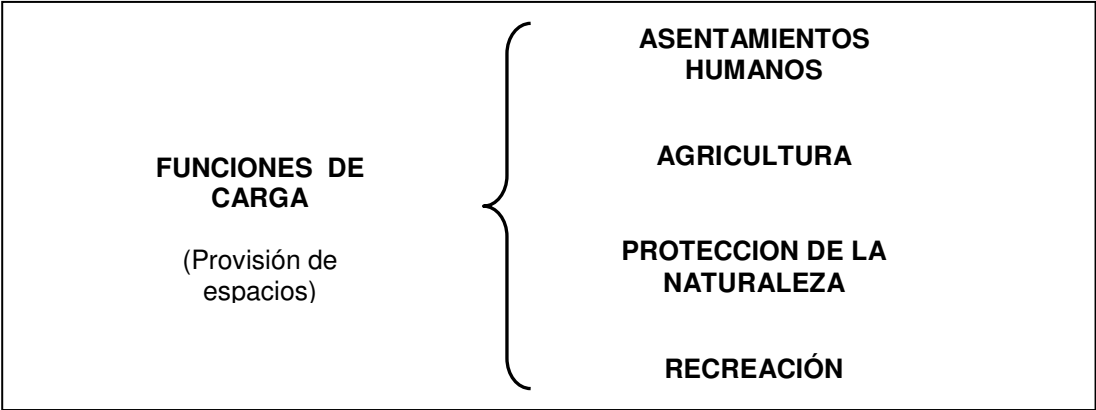 FUNCIONES DE
CARGA
(Provisión de
espacios)
ASENTAMIENTOS
HUMANOS
AGRICULTURA
PROTECCION DE LA
NATURALEZA
RECREACIÓN